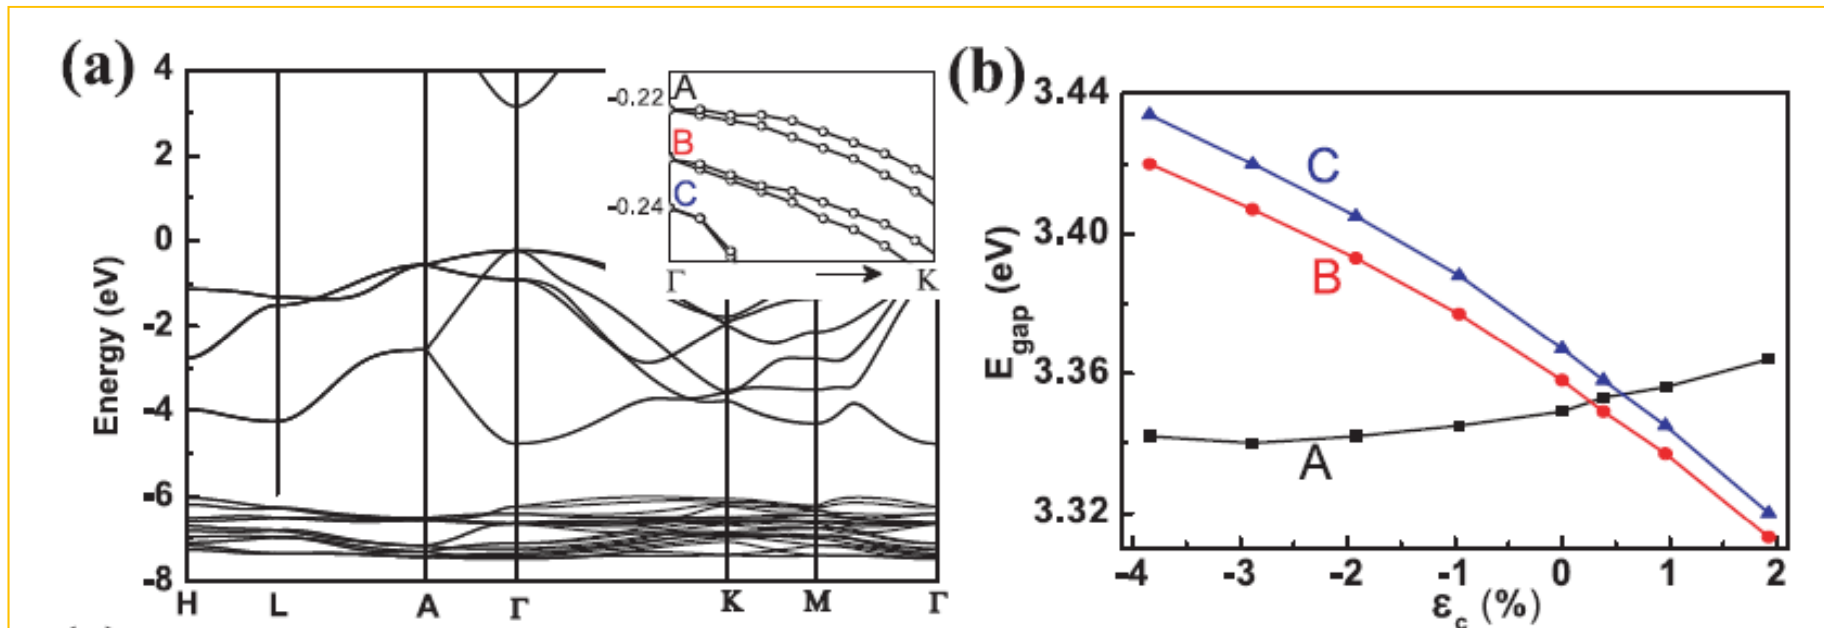 (a)
4
2
0
-2
-4
-6
-8
Energy (eV)
H L A Γ K M Γ
A
-0.22
B
C
-0.24
Γ → K
(b)
3.44
3.40
3.36
3.32
E_gap (eV)
C
B
A
-4 -3 -2 -1 0 1 2
ε_c (%)